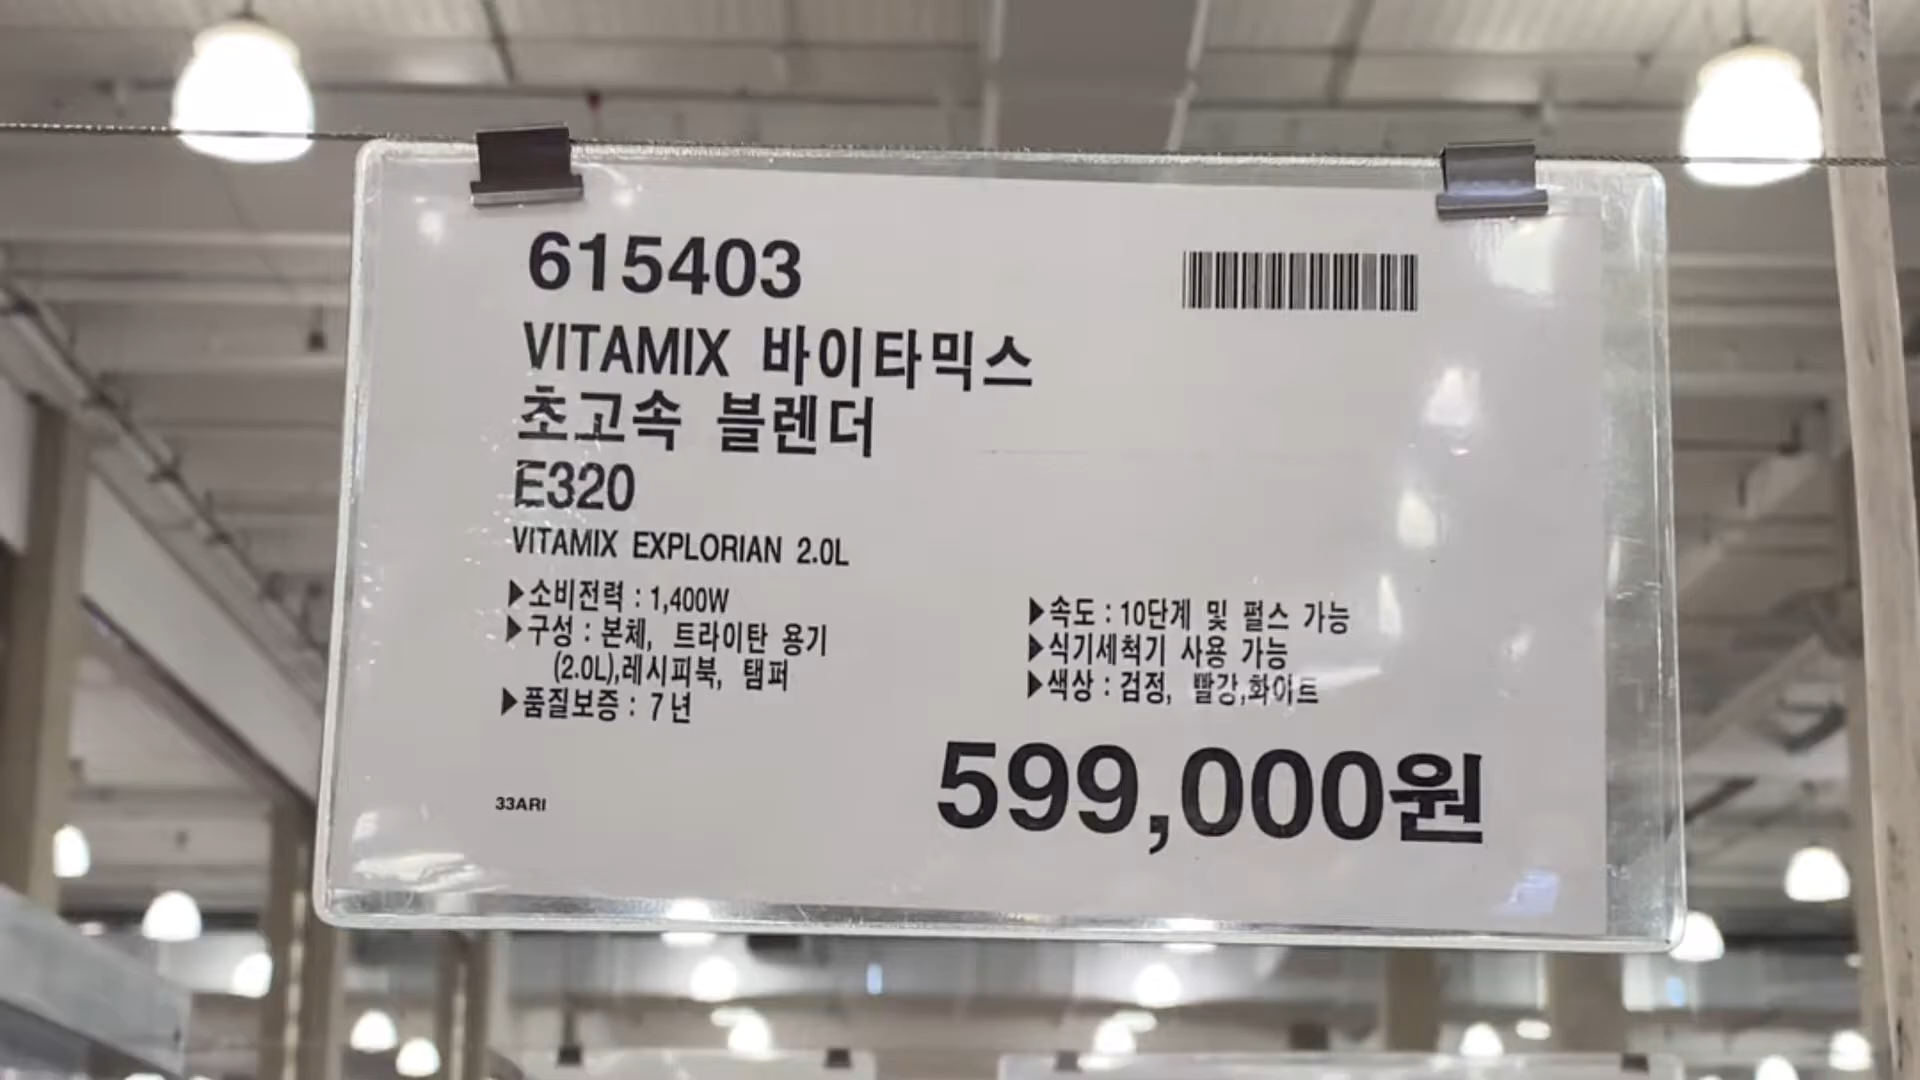 615403
VITAMIX 바이타믹스
초고속 블렌더
E320
VITAMIX EXPLORIAN 2.0L
▶소비전력 : 1,400W
▶구성 : 본체, 트라이탄 용기
(2.0L),레시피북, 탬퍼
▶품질보증 : 7년
▶속도 : 10단계 및 펄스 가능
▶식기세척기 사용 가능
▶색상 : 검정, 빨강,화이트
599,000원
33ARI